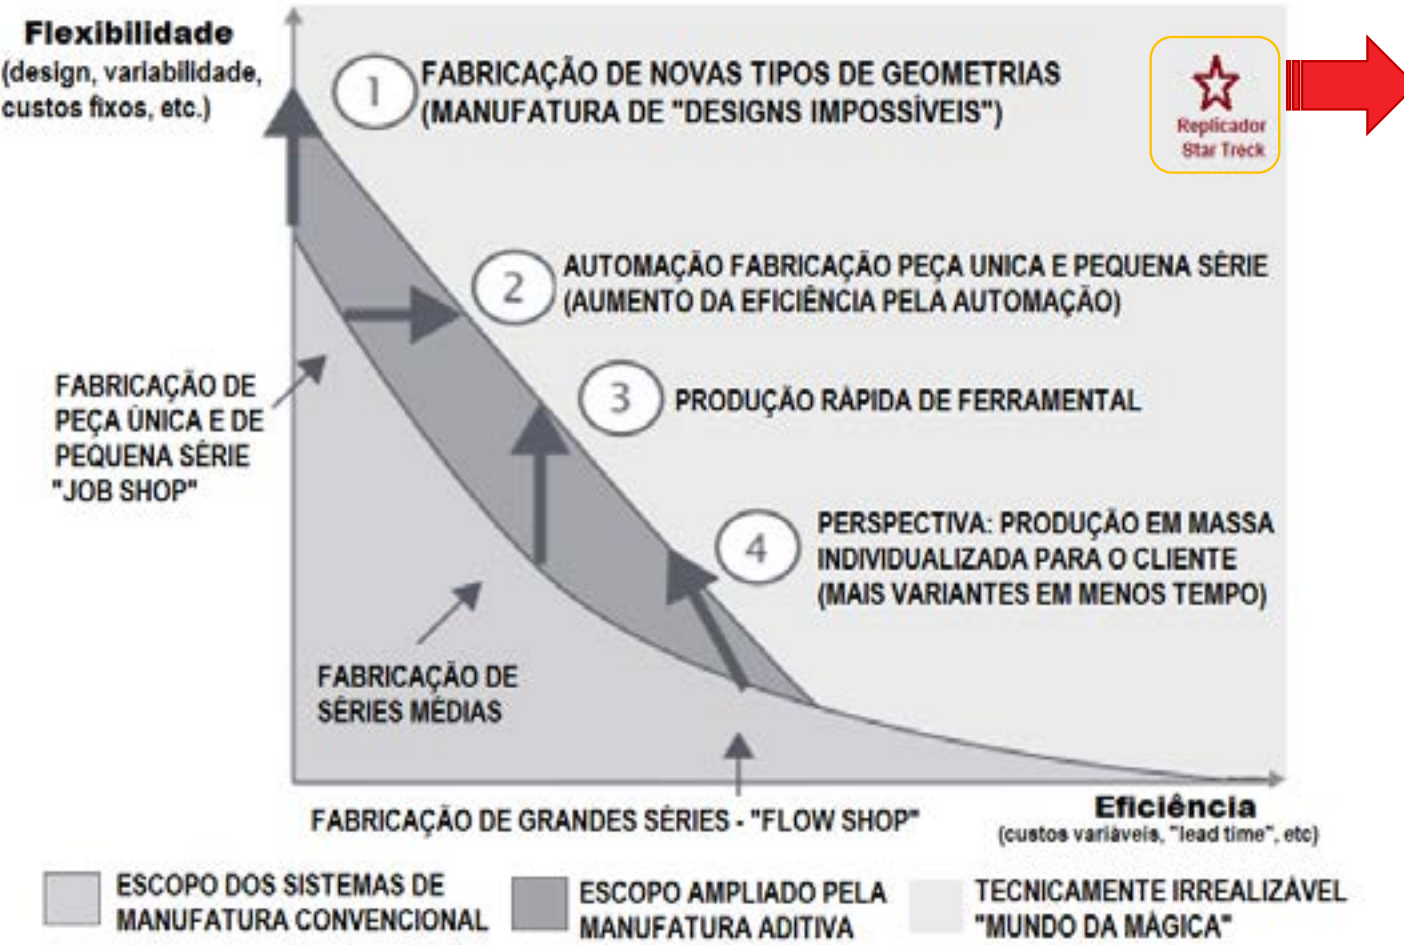 Flexibilidade
(design, variabilidade,
custos fixos, etc.)
1
FABRICAÇÃO DE NOVAS TIPOS DE GEOMETRIAS
(MANUFATURA DE "DESIGNS IMPOSSÍVEIS")
Replicador
Star Treck
2
AUTOMAÇÃO FABRICAÇÃO PEÇA UNICA E PEQUENA SÉRIE
(AUMENTO DA EFICIÊNCIA PELA AUTOMAÇÃO)
FABRICAÇÃO DE
PEÇA ÚNICA E DE
PEQUENA SÉRIE
"JOB SHOP"
3
PRODUÇÃO RÁPIDA DE FERRAMENTAL
4
PERSPECTIVA: PRODUÇÃO EM MASSA
INDIVIDUALIZADA PARA O CLIENTE
(MAIS VARIANTES EM MENOS TEMPO)
FABRICAÇÃO DE
SÉRIES MÉDIAS
FABRICAÇÃO DE GRANDES SÉRIES - "FLOW SHOP"
Eficiência
(custos variáveis, "lead time", etc)
ESCOPO DOS SISTEMAS DE
MANUFATURA CONVENCIONAL
ESCOPO AMPLIADO PELA
MANUFATURA ADITIVA
TECNICAMENTE IRREALIZÁVEL
"MUNDO DA MÁGICA"